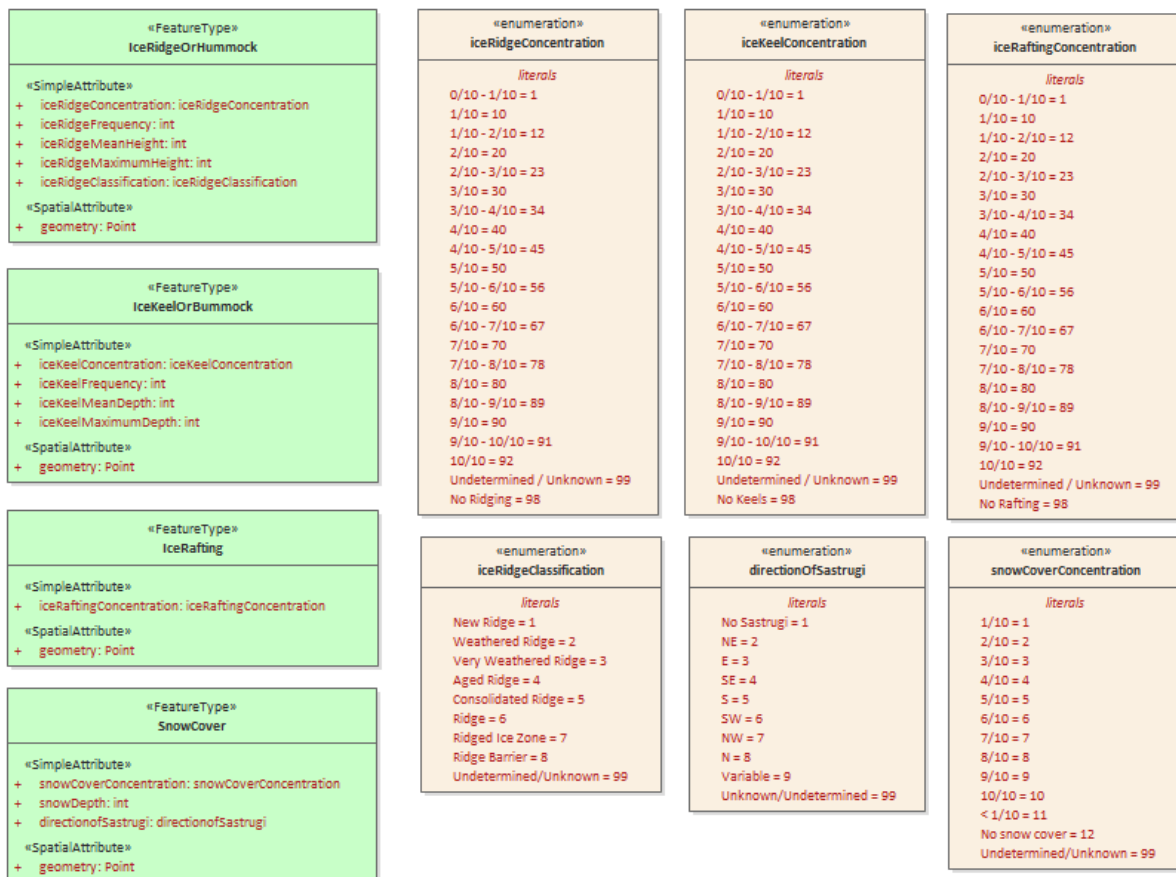 «FeatureType»
IceRidgeOrHummock
«SimpleAttribute»
+ iceRidgeConcentration: iceRidgeConcentration
+ iceRidgeFrequency: int
+ iceRidgeMeanHeight: int
+ iceRidgeMaximumHeight: int
+ iceRidgeClassification: iceRidgeClassification
«SpatialAttribute»
+ geometry: Point
«FeatureType»
IceKeelOrBummock
«SimpleAttribute»
+ iceKeelConcentration: iceKeelConcentration
+ iceKeelFrequency: int
+ iceKeelMeanDepth: int
+ iceKeelMaximumDepth: int
«SpatialAttribute»
+ geometry: Point
«FeatureType»
IceRafting
«SimpleAttribute»
+ iceRaftingConcentration: iceRaftingConcentration
«SpatialAttribute»
+ geometry: Point
«FeatureType»
SnowCover
«SimpleAttribute»
+ snowCoverConcentration: snowCoverConcentration
+ snowDepth: int
+ directionofSastrugi: directionofSastrugi
«SpatialAttribute»
+ geometry: Point
«enumeration»
iceRidgeConcentration
literals
0/10 - 1/10 = 1
1/10 = 10
1/10 - 2/10 = 12
2/10 = 20
2/10 - 3/10 = 23
3/10 = 30
3/10 - 4/10 = 34
4/10 = 40
4/10 - 5/10 = 45
5/10 = 50
5/10 - 6/10 = 56
6/10 = 60
6/10 - 7/10 = 67
7/10 = 70
7/10 - 8/10 = 78
8/10 = 80
8/10 - 9/10 = 89
9/10 = 90
9/10 - 10/10 = 91
10/10 = 92
Undetermined / Unknown = 99
No Ridging = 98
«enumeration»
iceKeelConcentration
literals
0/10 - 1/10 = 1
1/10 = 10
1/10 - 2/10 = 12
2/10 = 20
2/10 - 3/10 = 23
3/10 = 30
3/10 - 4/10 = 34
4/10 = 40
4/10 - 5/10 = 45
5/10 = 50
5/10 - 6/10 = 56
6/10 = 60
6/10 - 7/10 = 67
7/10 = 70
7/10 - 8/10 = 78
8/10 = 80
8/10 - 9/10 = 89
9/10 = 90
9/10 - 10/10 = 91
10/10 = 92
Undetermined / Unknown = 99
No Keels = 98
«enumeration»
iceRaftingConcentration
literals
0/10 - 1/10 = 1
1/10 = 10
1/10 - 2/10 = 12
2/10 = 20
2/10 - 3/10 = 23
3/10 = 30
3/10 - 4/10 = 34
4/10 = 40
4/10 - 5/10 = 45
5/10 = 50
5/10 - 6/10 = 56
6/10 = 60
6/10 - 7/10 = 67
7/10 = 70
7/10 - 8/10 = 78
8/10 = 80
8/10 - 9/10 = 89
9/10 = 90
9/10 - 10/10 = 91
10/10 = 92
Undetermined / Unknown = 99
No Rafting = 98
«enumeration»
iceRidgeClassification
literals
New Ridge = 1
Weathered Ridge = 2
Very Weathered Ridge = 3
Aged Ridge = 4
Consolidated Ridge = 5
Ridge = 6
Ridged Ice Zone = 7
Ridge Barrier = 8
Undetermined/Unknown = 99
«enumeration»
directionOfSastrugi
literals
No Sastrugi = 1
NE = 2
E = 3
SE = 4
S = 5
SW = 6
NW = 7
N = 8
Variable = 9
Unknown/Undetermined = 99
«enumeration»
snowCoverConcentration
literals
1/10 = 1
2/10 = 2
3/10 = 3
4/10 = 4
5/10 = 5
6/10 = 6
7/10 = 7
8/10 = 8
9/10 = 9
10/10 = 10
< 1/10 = 11
No snow cover = 12
Undetermined/Unknown = 99